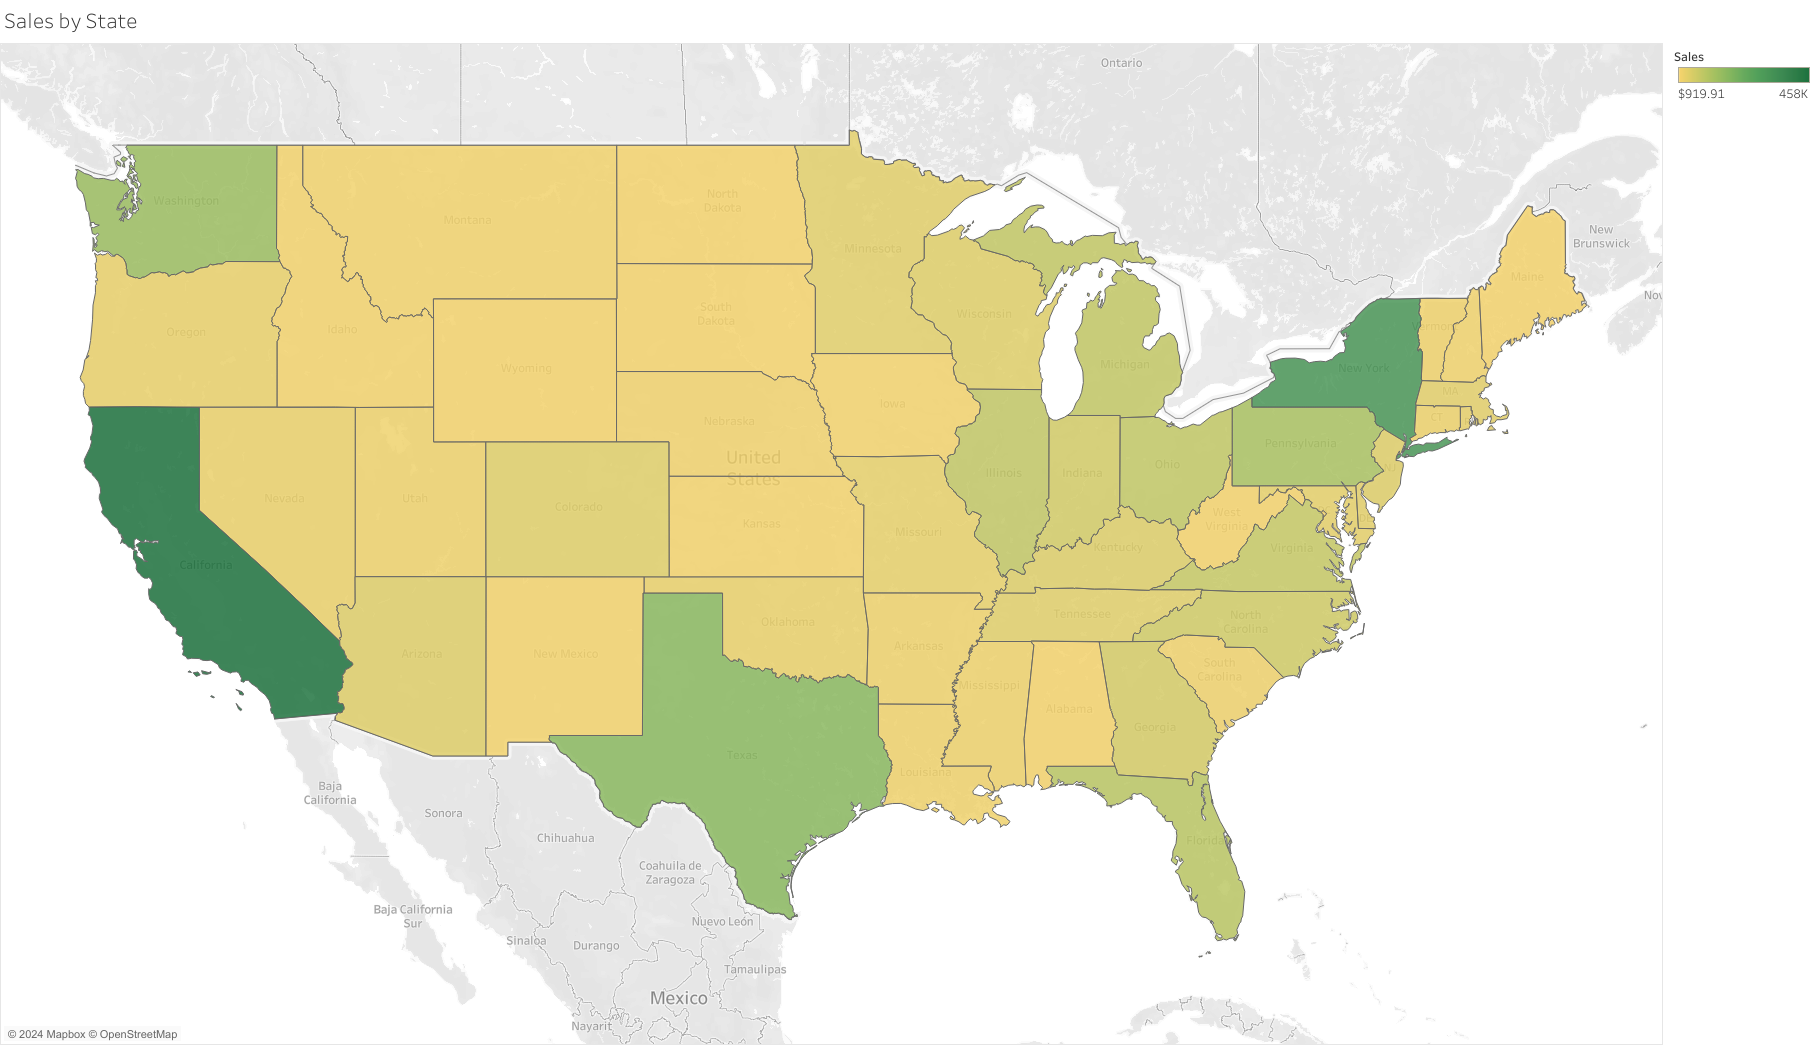 Sales by State
Sales
$919.91
458K
Ontario
New
Brunswick
Nov
Washington
Montana
North
Dakota
Minnesota
Maine
Oregon
Idaho
South
Dakota
Wisconsin
Vermont
Wyoming
Michigan
New York
MA
Iowa
Nebraska
CT
United
States
Pennsylvania
Illinois
Indiana
Ohio
NJ
Nevada
Utah
Colorado
Kansas
Missouri
West
Virginia
Kentucky
Virginia
California
Oklahoma
Tennessee
North
Carolina
Arizona
New Mexico
Arkansas
South
Carolina
Mississippi
Alabama
Georgia
Texas
Louisiana
Florida
Baja
California
Sonora
Chihuahua
Coahuila de
Zaragoza
Baja California
Sur
Nuevo León
Sinaloa
Durango
Tamaulipas
Mexico
Nayarit
© 2024 Mapbox © OpenStreetMap